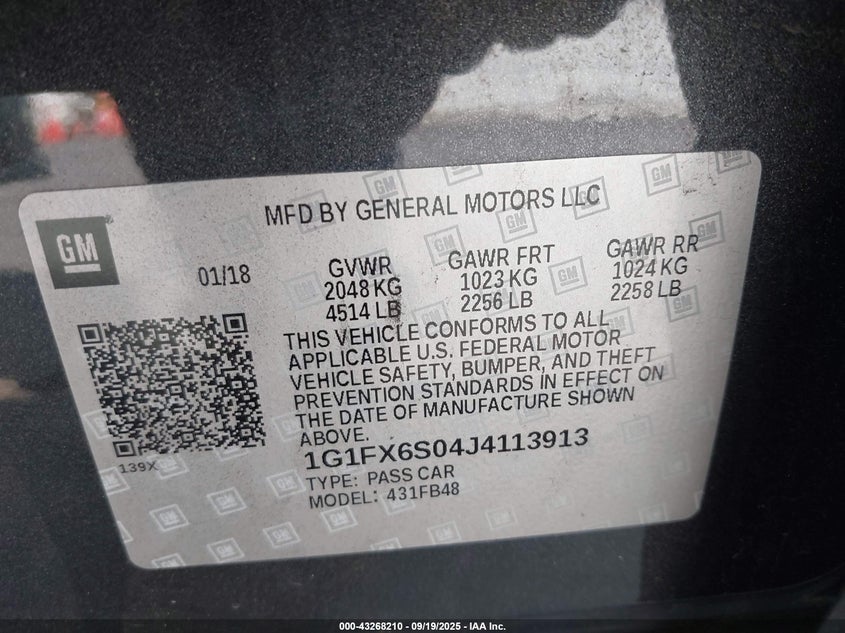 MFD BY GENERAL MOTORS LLC
GM
01/18
GVWR
2048 KG
4514 LB
GAWR FRT
1023 KG
2256 LB
GAWR RR
1024 KG
2258 LB
THIS VEHICLE CONFORMS TO ALL
APPLICABLE U.S. FEDERAL MOTOR
VEHICLE SAFETY, BUMPER, AND THEFT
PREVENTION STANDARDS IN EFFECT ON
THE DATE OF MANUFACTURE SHOWN
ABOVE.
139X
1G1FX6S04J4113913
TYPE: PASS CAR
MODEL: 431FB48
000-43268210 - 09/19/2025 - IAA Inc.